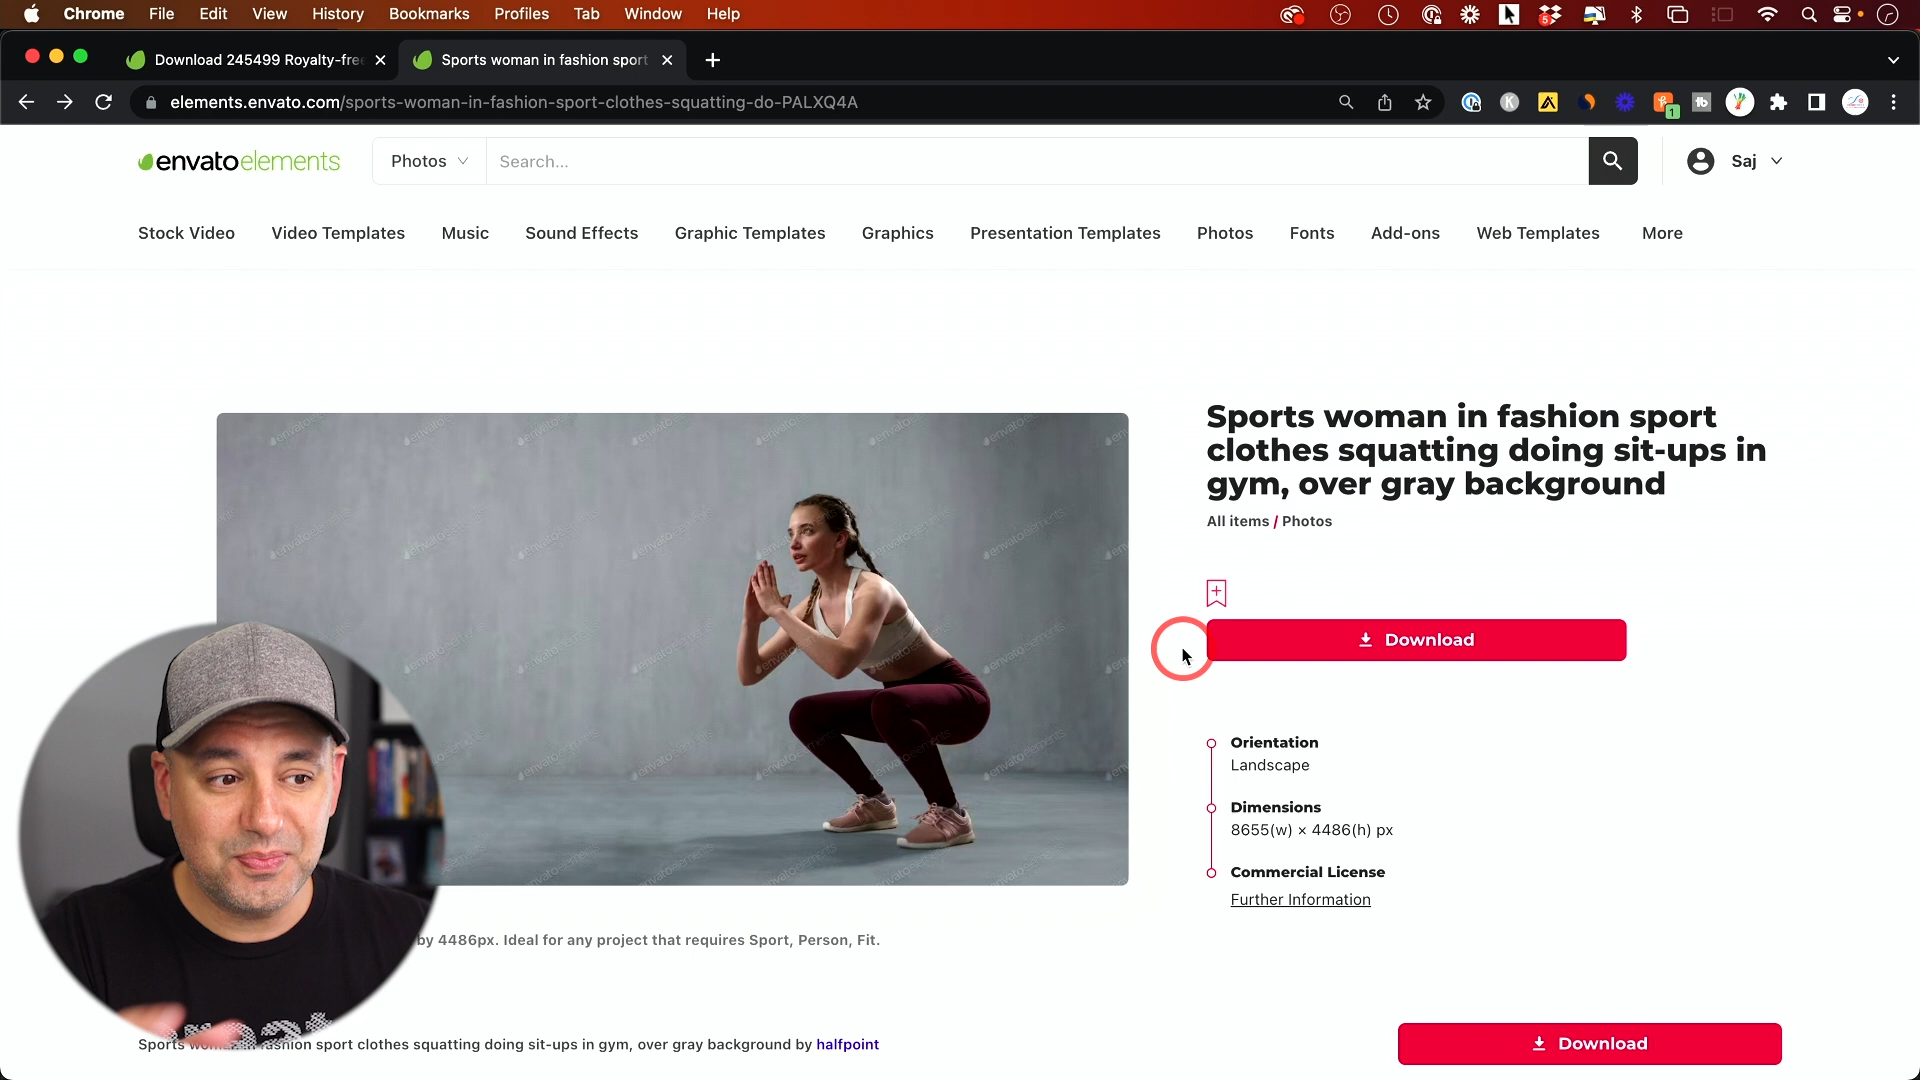 Chrome File Edit View History Bookmarks Profiles Tab Window Help
Download 245499 Royalty-free
Sports woman in fashion sport
elements.envato.com/sports-woman-in-fashion-sport-clothes-squatting-do-PALXQ4A
envatoelements
Photos
Search...
Saj
Stock Video Video Templates Music Sound Effects Graphic Templates Graphics Presentation Templates Photos Fonts Add-ons Web Templates More
Sports woman in fashion sport
clothes squatting doing sit-ups in
gym, over gray background
All items / Photos
Download
Orientation
Landscape
Dimensions
8655(w) × 4486(h) px
Commercial License
Further Information
by 4486px. Ideal for any project that requires Sport, Person, Fit.
Sports fashion sport clothes squatting doing sit-ups in gym, over gray background by halfpoint
Download